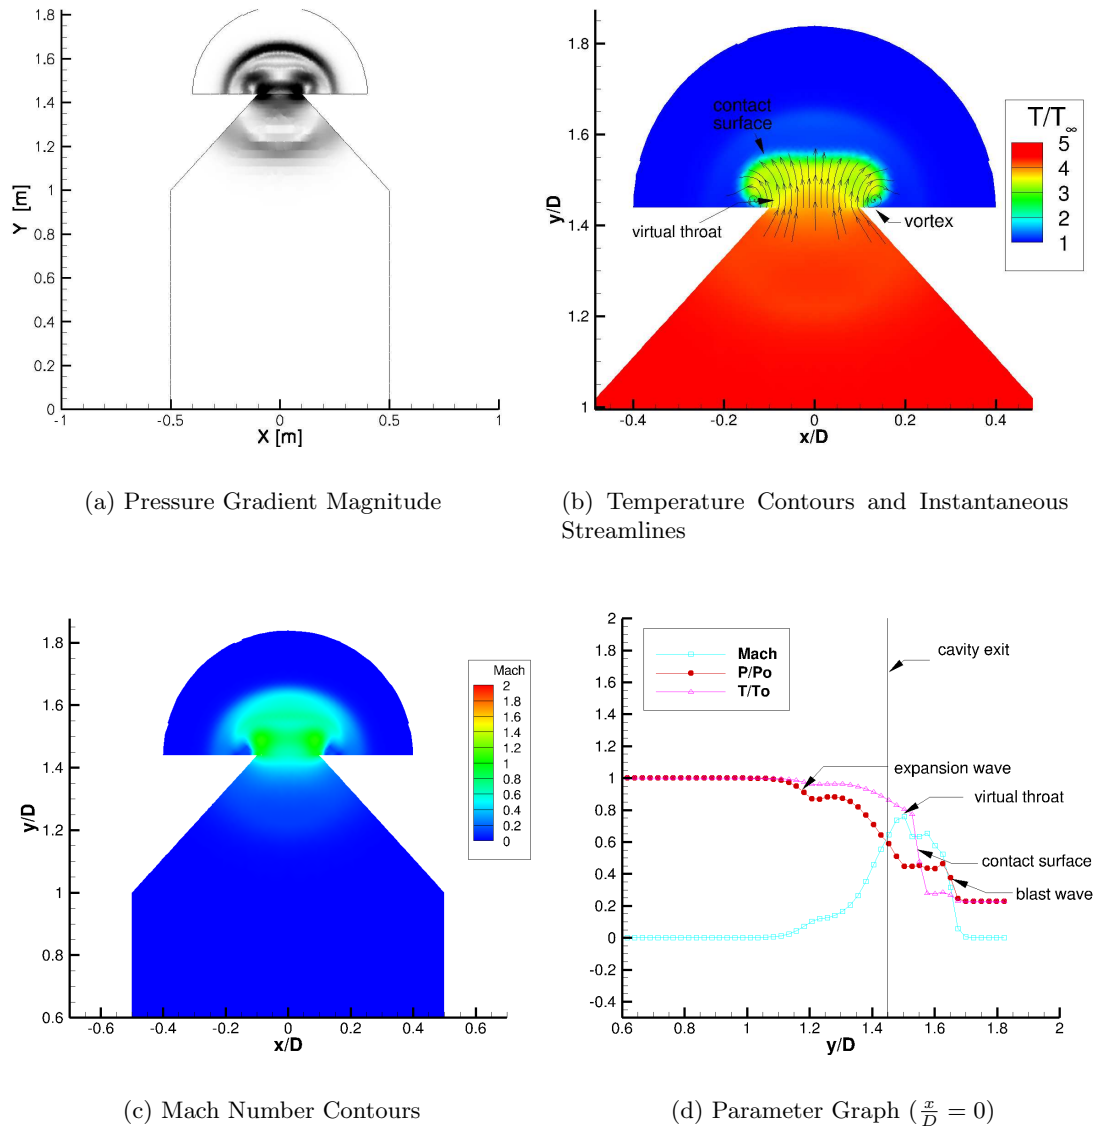 1.8
1.6
1.4
1.2
1
0.8
0.6
0.4
0.2
0
Y [m]
-1
-0.5
0
0.5
1
X [m]
(a) Pressure Gradient Magnitude
1.8
1.6
1.4
1.2
1
y/D
contact
surface
virtual throat
vortex
T/T∞
5
4
3
2
1
-0.4
-0.2
0
0.2
0.4
x/D
(b) Temperature Contours and Instantaneous
Streamlines
1.8
1.6
1.4
1.2
1
0.8
0.6
y/D
Mach
2
1.8
1.6
1.4
1.2
1
0.8
0.6
0.4
0.2
0
-0.6
-0.4
-0.2
0
0.2
0.4
0.6
x/D
(c) Mach Number Contours
2
1.8
1.6
1.4
1.2
1
0.8
0.6
0.4
0.2
0
-0.2
-0.4
Mach
P/Po
T/To
cavity exit
expansion wave
virtual throat
contact surface
blast wave
0.6
0.8
1
1.2
1.4
1.6
1.8
2
y/D
(d) Parameter Graph (x/D = 0)